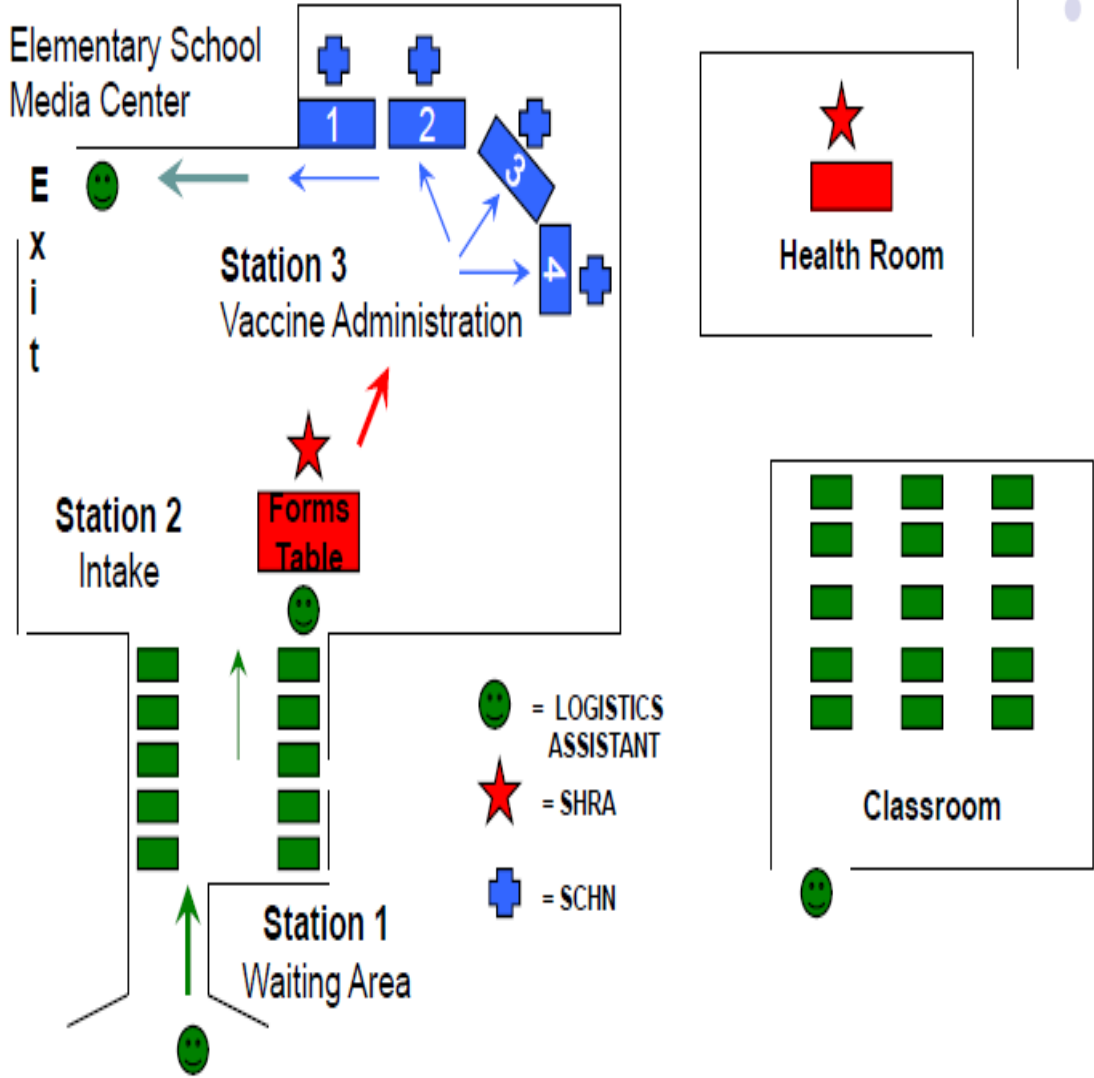 Elementary School
Media Center
1
2
3
4
Exit
Station 3
Vaccine Administration
Health Room
Station 2
Intake
Forms
Table
= LOGISTICS
ASSISTANT
= SHRA
= SCHN
Classroom
Station 1
Waiting Area